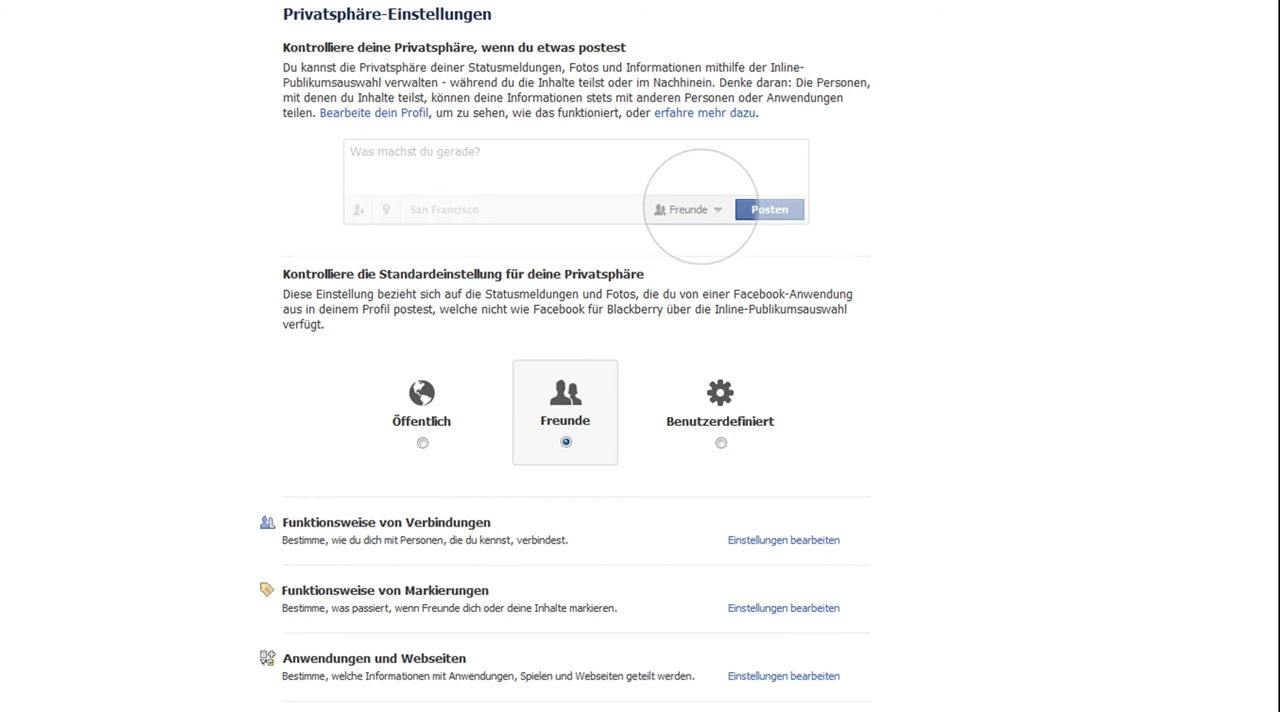 Privatsphäre-Einstellungen
Kontrolliere deine Privatsphäre, wenn du etwas postest
Du kannst die Privatsphäre deiner Statusmeldungen, Fotos und Informationen mithilfe der Inline-
Publikumsauswahl verwalten - während du die Inhalte teilst oder im Nachhinein. Denke daran: Die Personen,
mit denen du Inhalte teilst, können deine Informationen stets mit anderen Personen oder Anwendungen
teilen. Bearbeite dein Profil, um zu sehen, wie das funktioniert, oder erfahre mehr dazu.
Was machst du gerade?
San Francisco
Freunde
Posten
Kontrolliere die Standardeinstellung für deine Privatsphäre
Diese Einstellung bezieht sich auf die Statusmeldungen und Fotos, die du von einer Facebook-Anwendung
aus in deinem Profil postest, welche nicht wie Facebook für Blackberry über die Inline-Publikumsauswahl
verfügt.
Öffentlich
Freunde
Benutzerdefiniert
Funktionsweise von Verbindungen
Bestimme, wie du dich mit Personen, die du kennst, verbindest.
Einstellungen bearbeiten
Funktionsweise von Markierungen
Bestimme, was passiert, wenn Freunde dich oder deine Inhalte markieren.
Einstellungen bearbeiten
Anwendungen und Webseiten
Bestimme, welche Informationen mit Anwendungen, Spielen und Webseiten geteilt werden.
Einstellungen bearbeiten